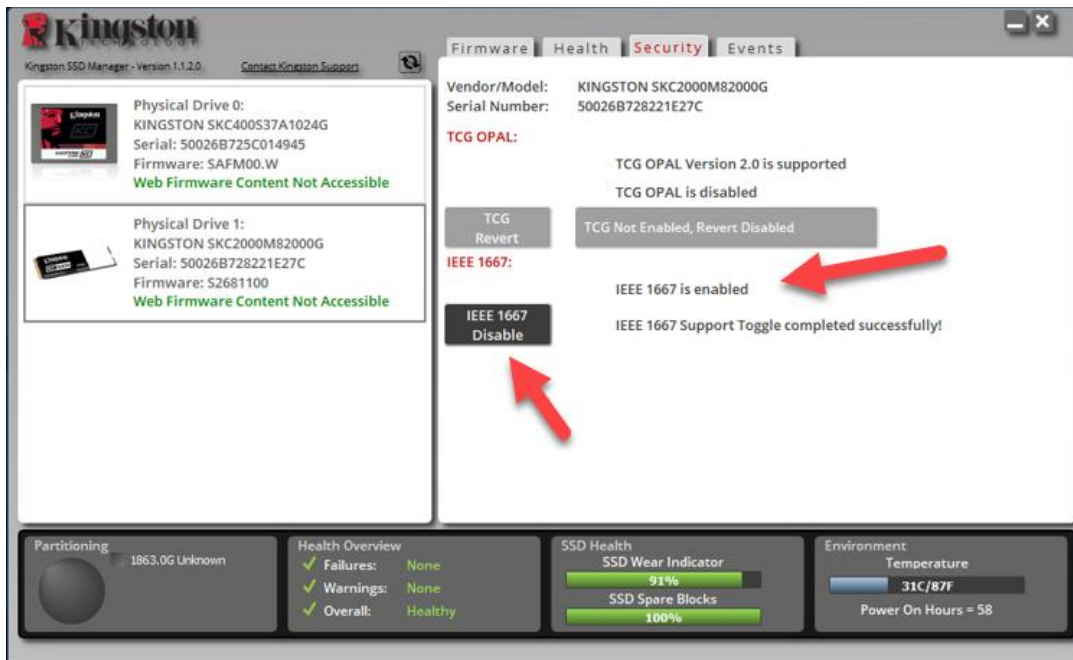 Kingston
TECHNOLOGY
Kingston SSD Manager - Version 1.1.2.0
Contact Kingston Support
Firmware Health Security Events
Physical Drive 0:
KINGSTON SKC400S37A1024G
Serial: 50026B725C014945
Firmware: SAFM00.W
Web Firmware Content Not Accessible
Physical Drive 1:
KINGSTON SKC2000M82000G
Serial: 50026B728221E27C
Firmware: S2681100
Web Firmware Content Not Accessible
Vendor/Model: KINGSTON SKC2000M82000G
Serial Number: 50026B728221E27C
TCG OPAL:
TCG OPAL Version 2.0 is supported
TCG OPAL is disabled
TCG
Revert
TCG Not Enabled, Revert Disabled
IEEE 1667:
IEEE 1667 is enabled
IEEE 1667
Disable
IEEE 1667 Support Toggle completed successfully!
Partitioning
1863.0G Unknown
Health Overview
Failures: None
Warnings: None
Overall: Healthy
SSD Health
SSD Wear Indicator
91%
SSD Spare Blocks
100%
Environment
Temperature
31C/87F
Power On Hours = 58